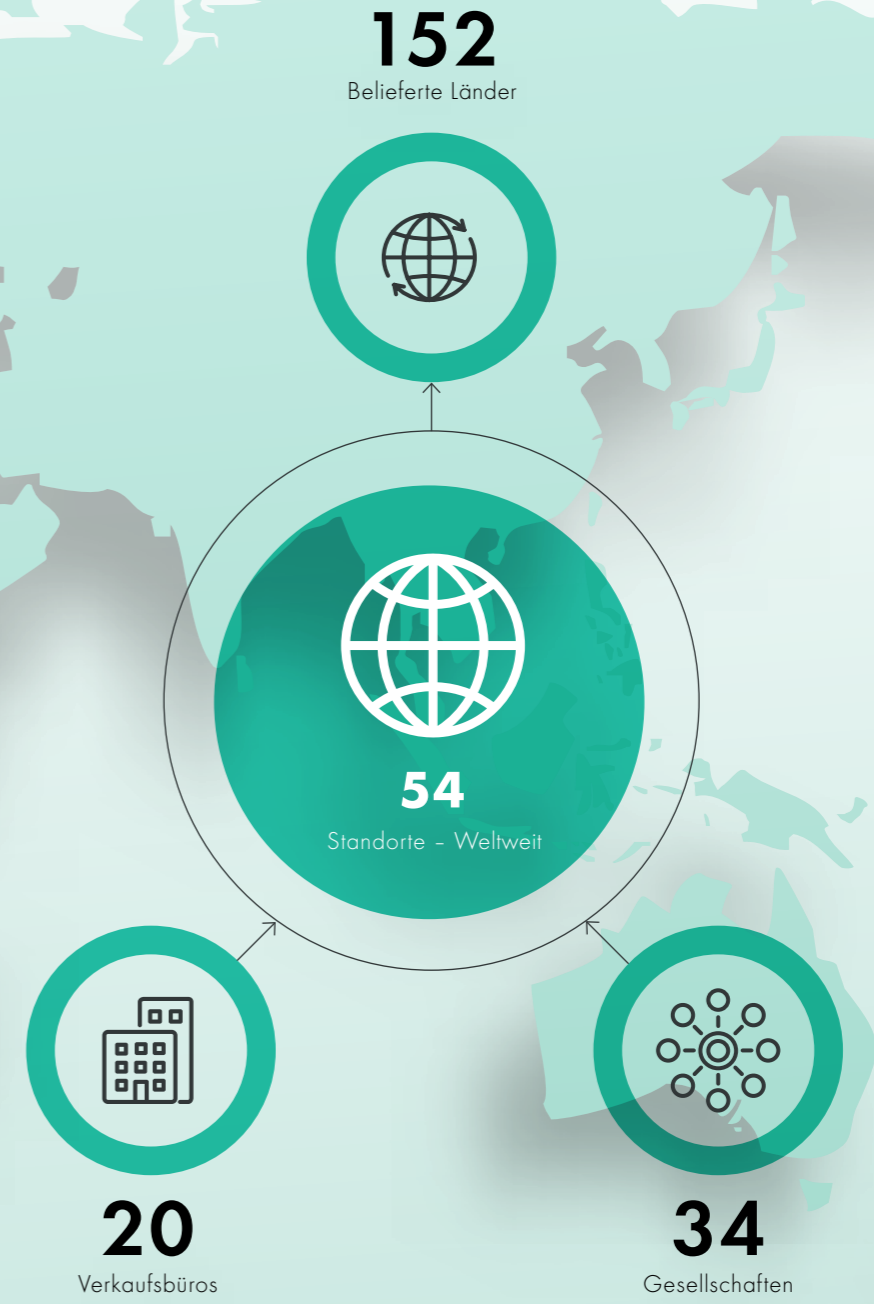 152
Belieferte Länder
54
Standorte – Weltweit
20
Verkaufsbüros
34
Gesellschaften